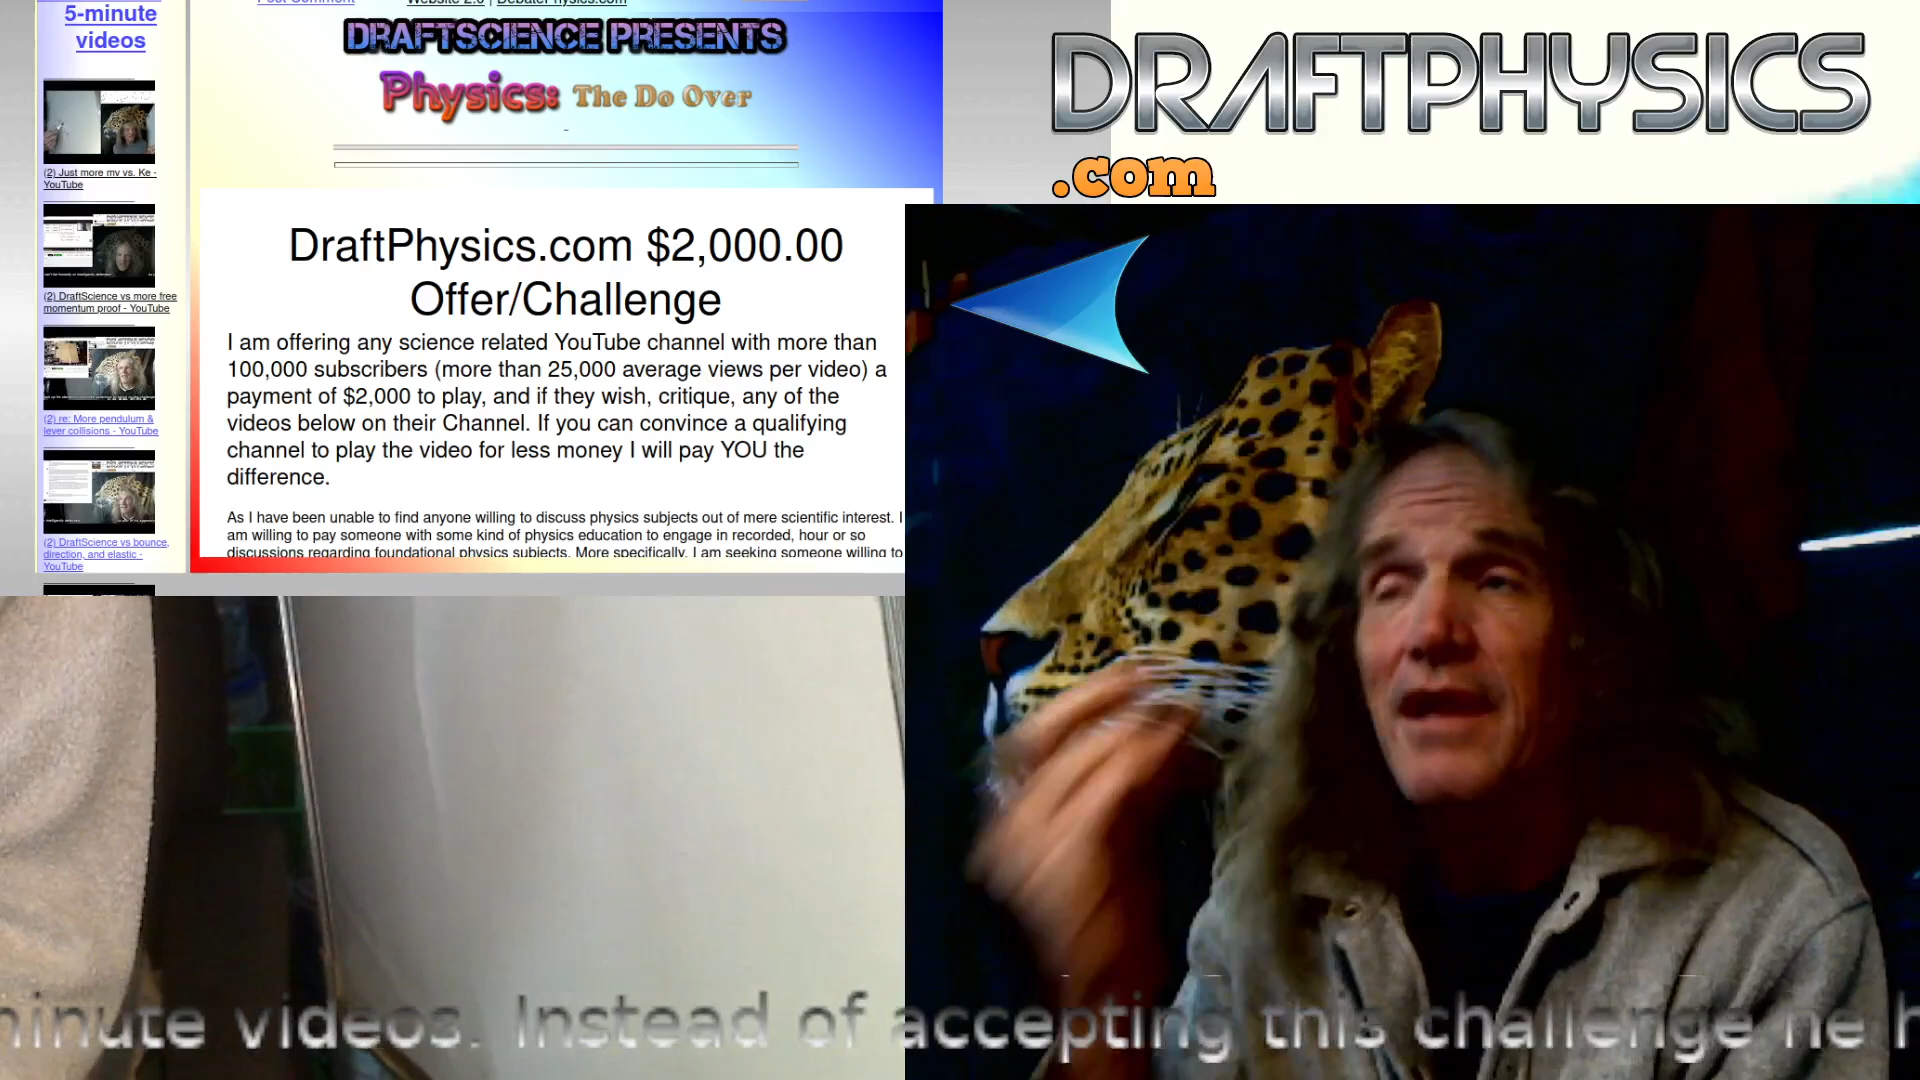 5-minute
videos
(2) Just more mv vs. Ke -
YouTube
(2) DraftScience vs more free
momentum proof - YouTube
(2) re: More pendulum &
lever collisions - YouTube
(2) DraftScience vs bounce,
direction, and elastic -
YouTube
Post Comment
Website 2.0 | DebatePhysics.com
DRAFTSCIENCE PRESENTS
Physics: The Do Over
DraftPhysics.com $2,000.00
Offer/Challenge
I am offering any science related YouTube channel with more than
100,000 subscribers (more than 25,000 average views per video) a
payment of $2,000 to play, and if they wish, critique, any of the
videos below on their Channel. If you can convince a qualifying
channel to play the video for less money I will pay YOU the
difference.
As I have been unable to find anyone willing to discuss physics subjects out of mere scientific interest. I
am willing to pay someone with some kind of physics education to engage in recorded, hour or so
discussions regarding foundational physics subjects. More specifically, I am seeking someone willing to
DRAFTPHYSICS
.com
minute videos. Instead of accepting this challenge he h